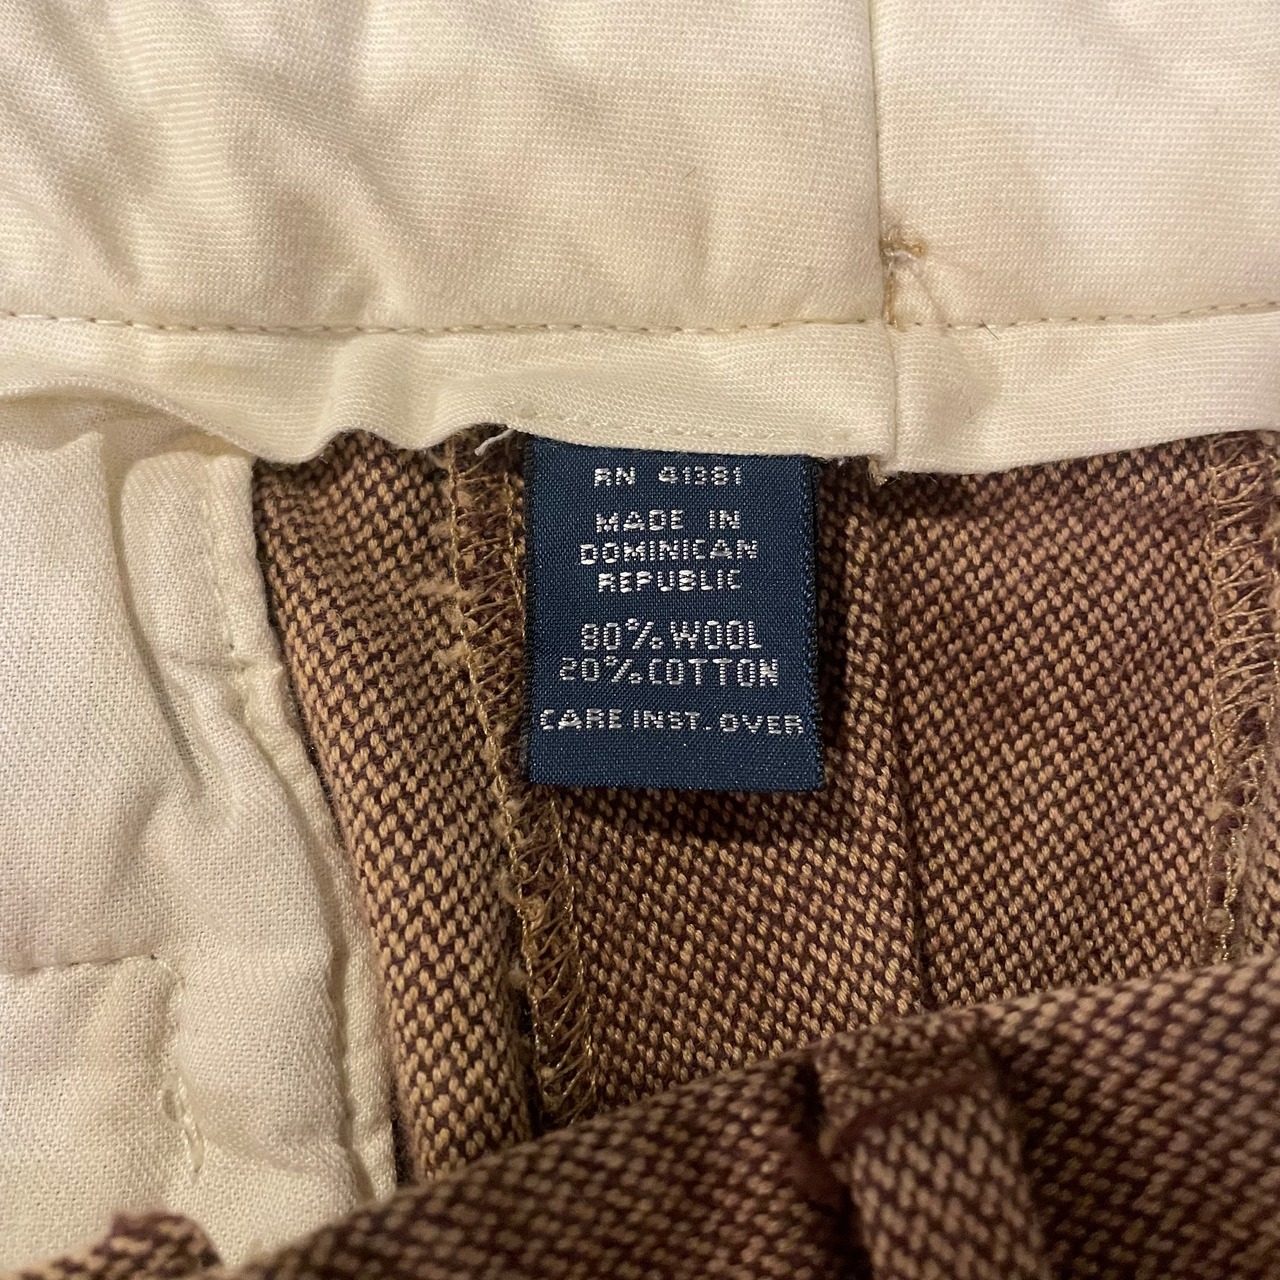 RN 41381
MADE IN
DOMINICAN
REPUBLIC
80% WOOL
20% COTTON
CARE INST. OVER